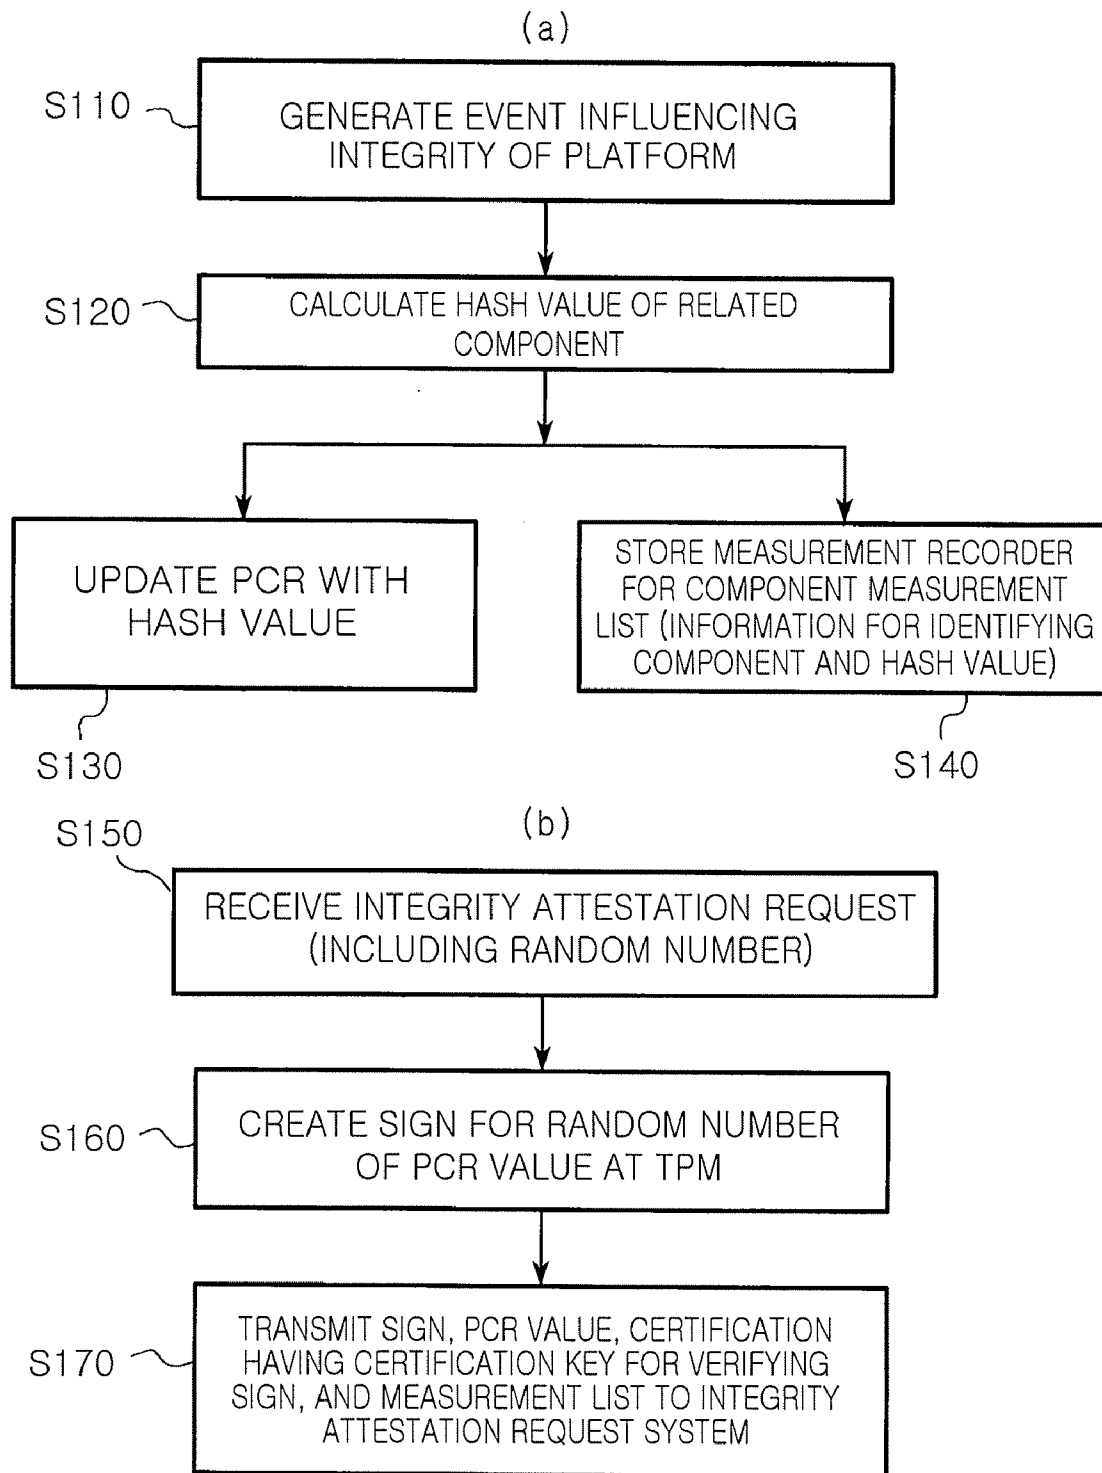 (a)
S110
GENERATE EVENT INFLUENCING
INTEGRITY OF PLATFORM
S120
CALCULATE HASH VALUE OF RELATED
COMPONENT
UPDATE PCR WITH
HASH VALUE
S130
STORE MEASUREMENT RECORDER
FOR COMPONENT MEASUREMENT
LIST (INFORMATION FOR IDENTIFYING
COMPONENT AND HASH VALUE)
S140
(b)
S150
RECEIVE INTEGRITY ATTESTATION REQUEST
(INCLUDING RANDOM NUMBER)
S160
CREATE SIGN FOR RANDOM NUMBER
OF PCR VALUE AT TPM
S170
TRANSMIT SIGN, PCR VALUE, CERTIFICATION
HAVING CERTIFICATION KEY FOR VERIFYING
SIGN, AND MEASUREMENT LIST TO INTEGRITY
ATTESTATION REQUEST SYSTEM